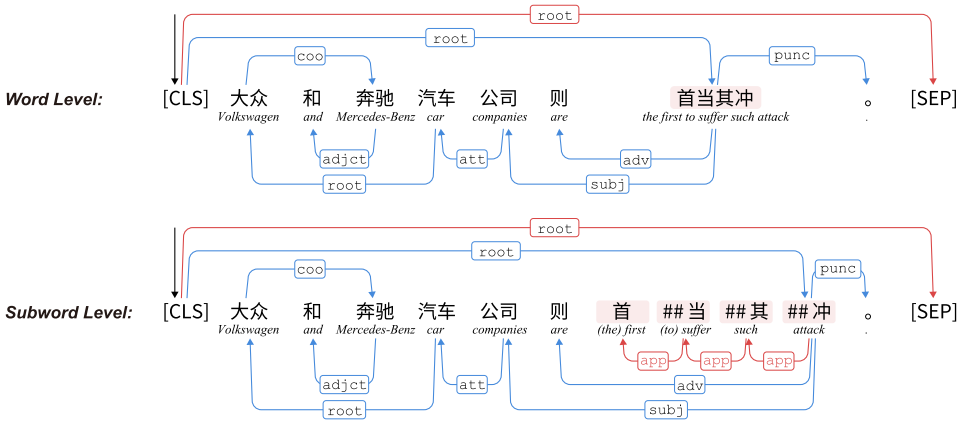 root
root
coo
punc
Word Level: [CLS] 大众 和 奔驰 汽车 公司 则 首当其冲 。 [SEP]
Volkswagen and Mercedes-Benz car companies are the first to suffer such attack .
adjct att adv
root subj
root
root
coo punc
Subword Level: [CLS] 大众 和 奔驰 汽车 公司 则 首 ##当 ##其 ##冲 。 [SEP]
Volkswagen and Mercedes-Benz car companies are (the) first (to) suffer such attack .
app app app
adjct att adv
root subj